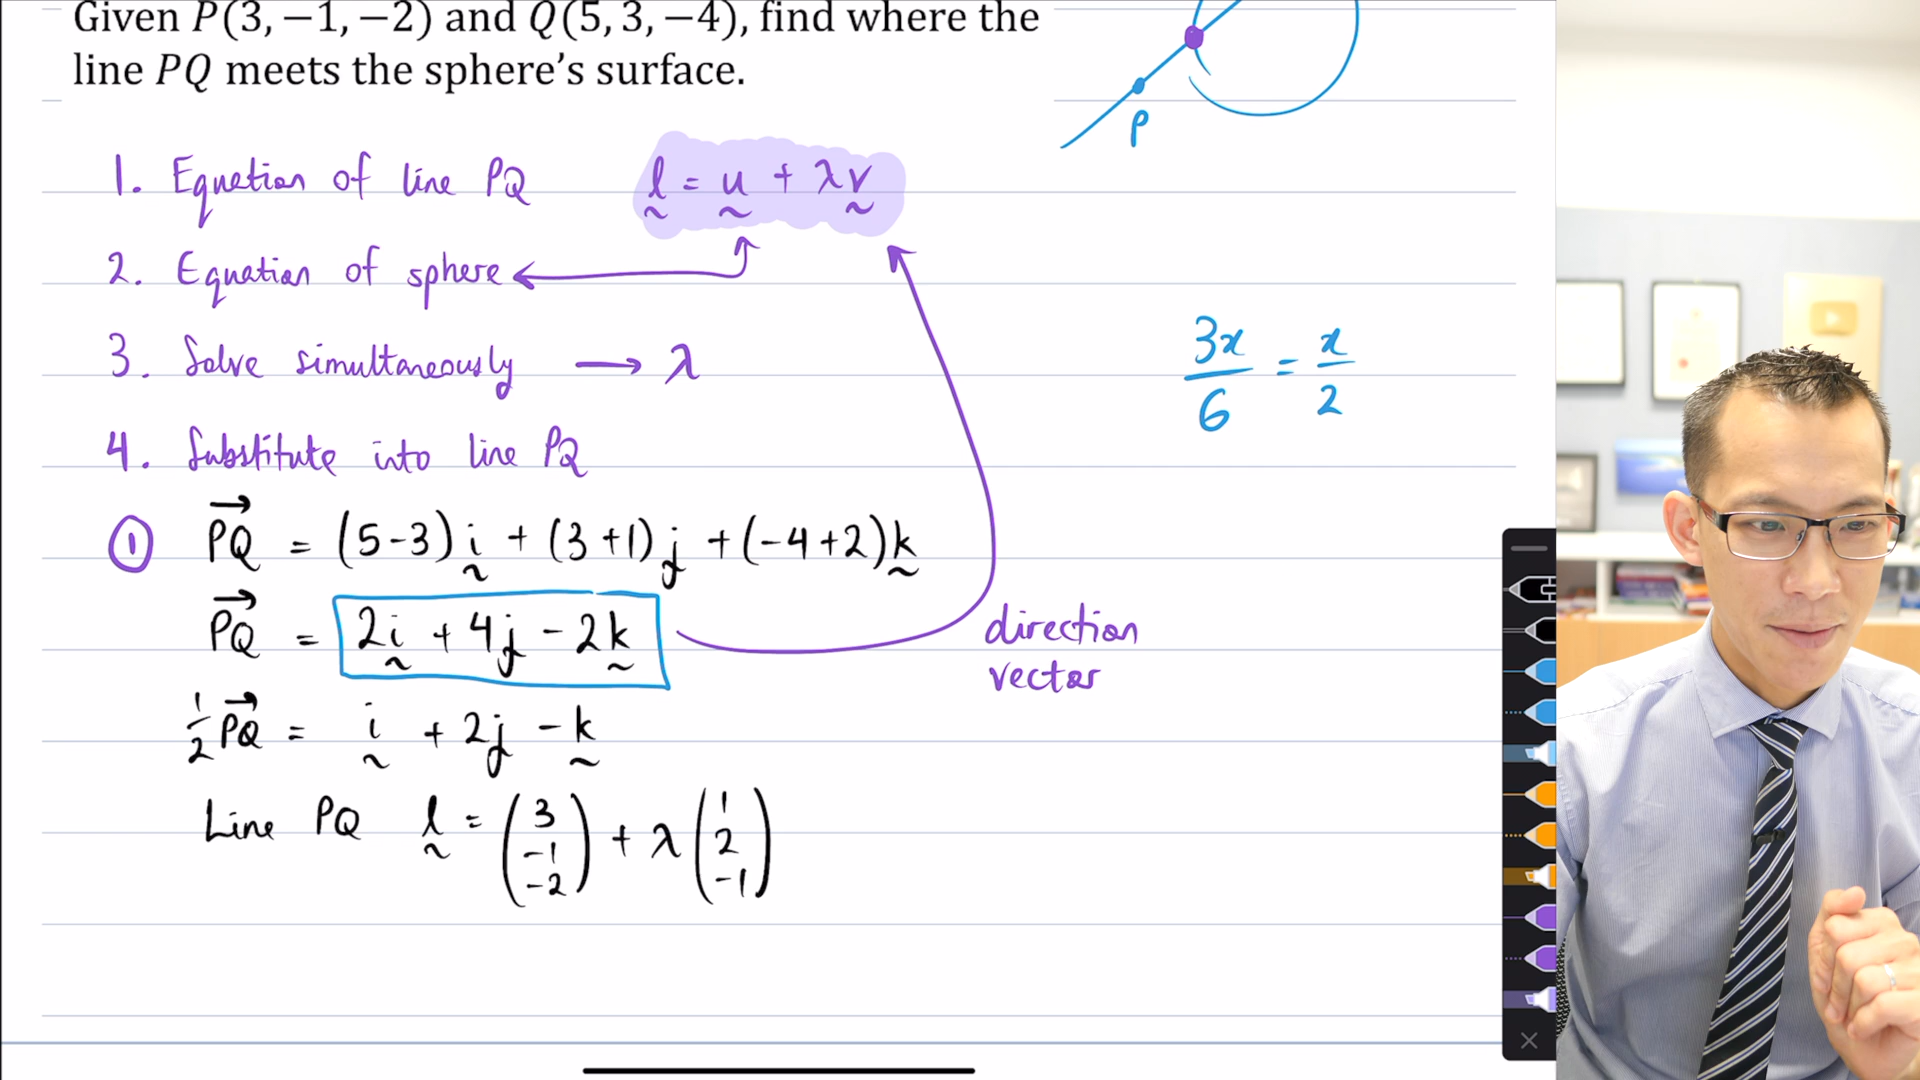 Given P(3, −1, −2) and Q(5, 3, −4), find where the
line PQ meets the sphere's surface.
P
1. Equation of line PQ l = u + λv
2. Equation of sphere
3. Solve simultaneously → λ
3x/6 = x/2
4. Substitute into line PQ
① PQ = (5-3)i + (3+1)j + (-4+2)k
PQ = 2i + 4j - 2k
direction
vector
1/2 PQ = i + 2j - k
Line PQ l = (3 -1 -2) + λ(1 2 -1)